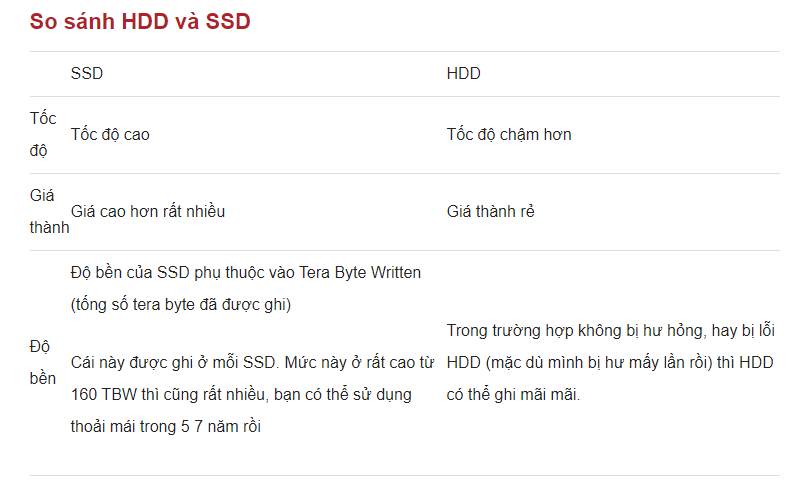 So sánh HDD và SSD
SSD
HDD
Tốc
độ
Tốc độ cao
Tốc độ chậm hơn
Giá
thành
Giá cao hơn rất nhiều
Giá thành rẻ
Độ
bền
Độ bền của SSD phụ thuộc vào Tera Byte Written
(tổng số tera byte đã được ghi)
Cái này được ghi ở mỗi SSD. Mức này ở rất cao từ
160 TBW thì cũng rất nhiều, bạn có thể sử dụng
thoải mái trong 5 7 năm rồi
Trong trường hợp không bị hư hỏng, hay bị lỗi
HDD (mặc dù mình bị hư mấy lần rồi) thì HDD
có thể ghi mãi mãi.